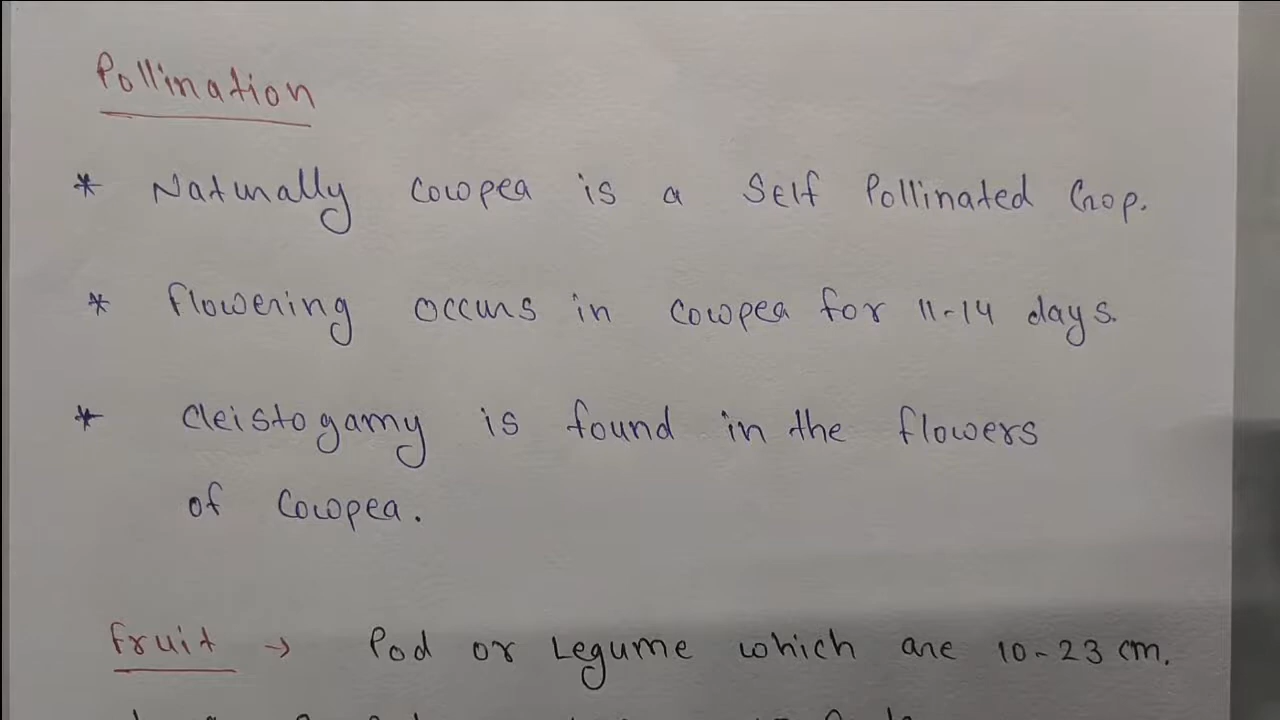 Pollination
* Naturally Cowpea is a Self Pollinated Crop.
* Flowering occurs in Cowpea for 11-14 days.
* Cleistogamy is found in the flowers
of Cowpea.
Fruit → Pod or Legume which are 10-23 cm.